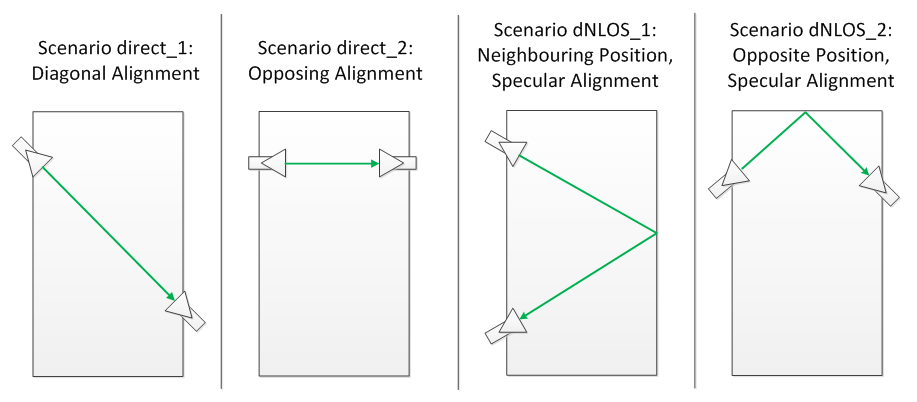 Scenario direct_1:
Diagonal Alignment
Scenario direct_2:
Opposing Alignment
Scenario dNLOS_1:
Neighbouring Position,
Specular Alignment
Scenario dNLOS_2:
Opposite Position,
Specular Alignment